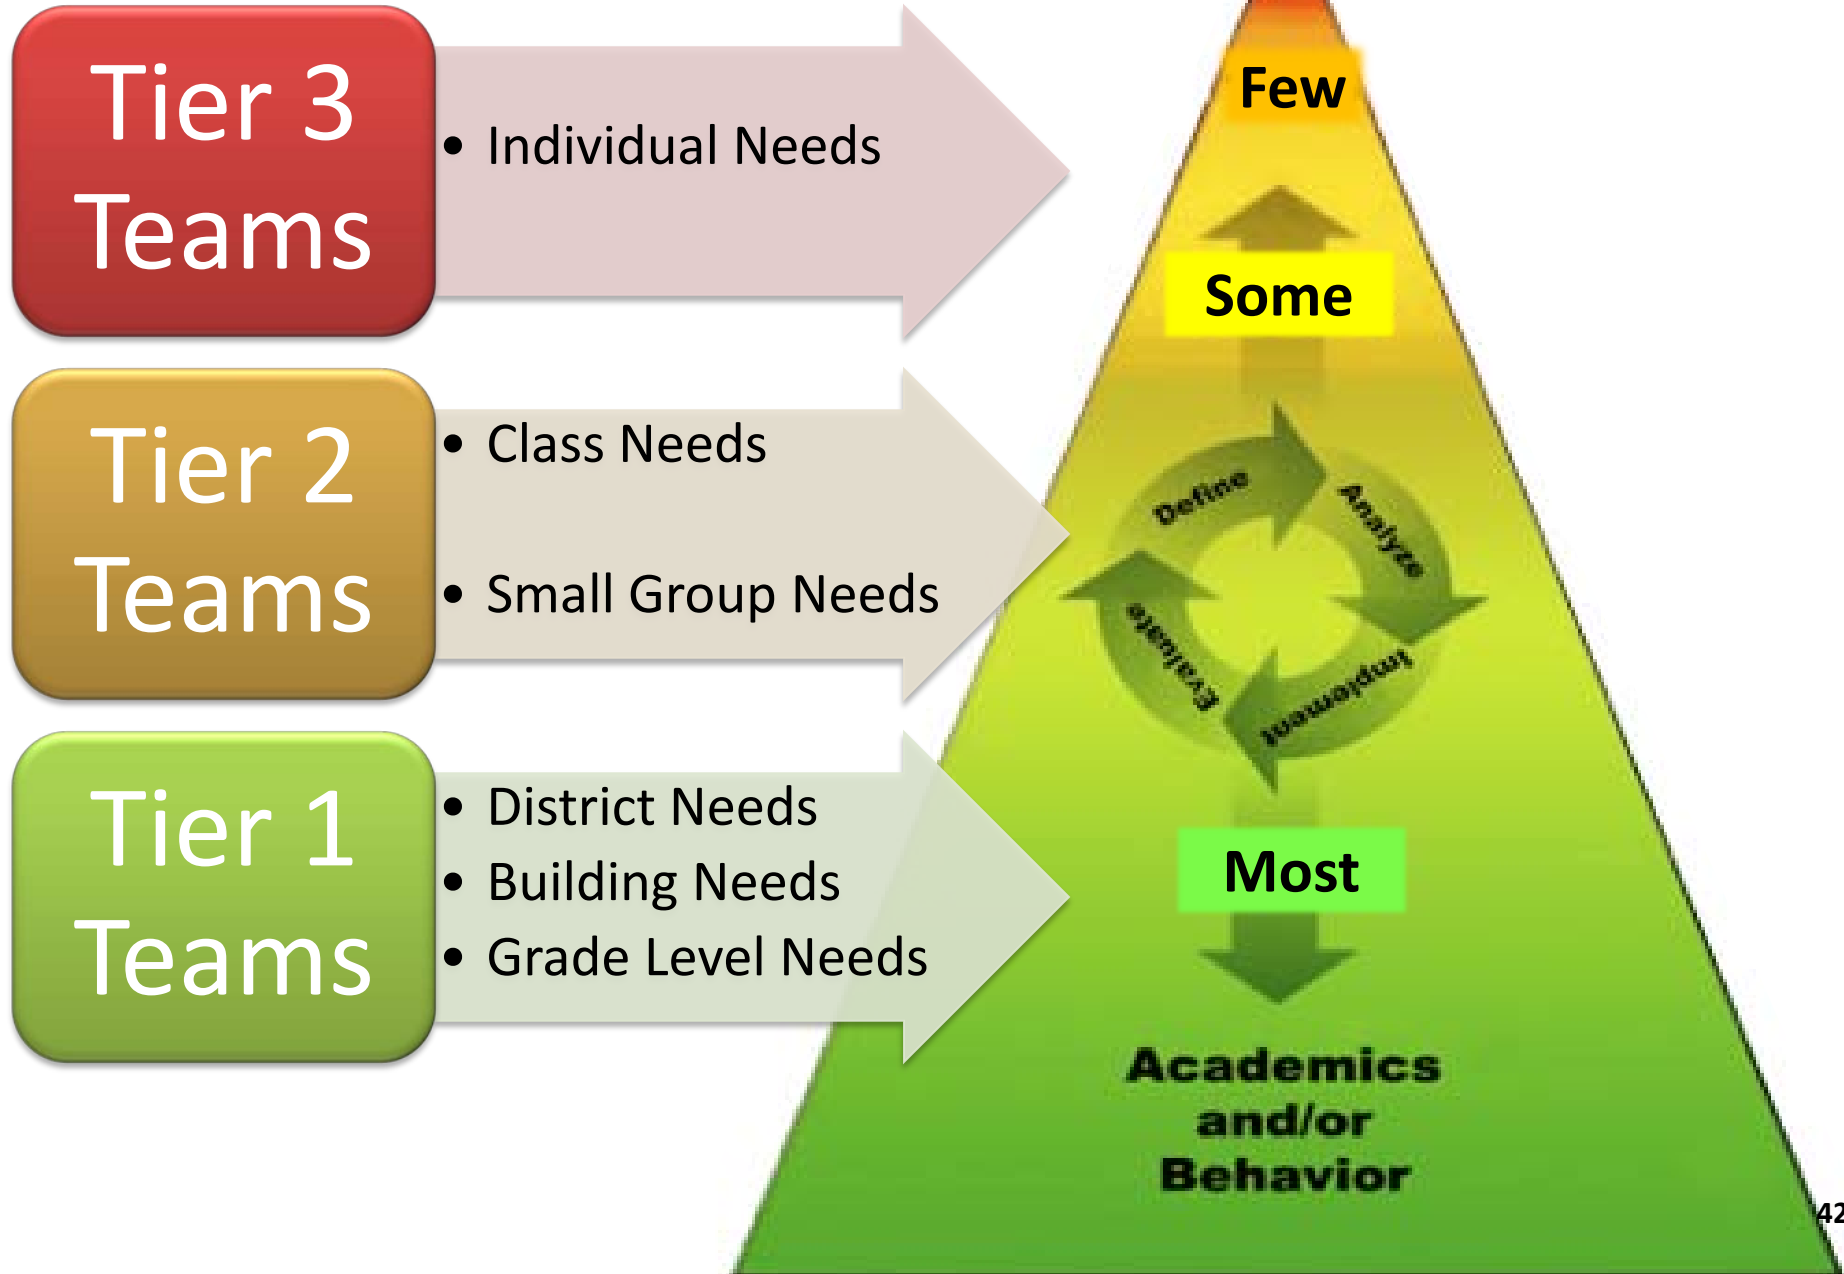 Tier 3
Teams
• Individual Needs
Tier 2
Teams
• Class Needs
• Small Group Needs
Tier 1
Teams
• District Needs
• Building Needs
• Grade Level Needs
Few
Some
Define
Analyze
Implement
Evaluate
Most
Academics
and/or
Behavior
42